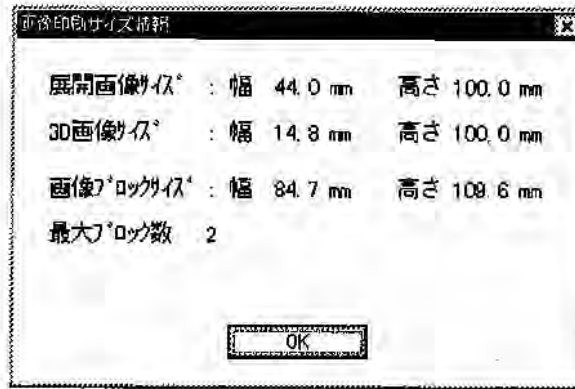 画像印刷サイズ情報
展開画像ｻｲｽﾞ : 幅 44.0 mm 高さ 100.0 mm
3D画像ｻｲｽﾞ : 幅 14.8 mm 高さ 100.0 mm
画像ﾌﾞﾛｯｸｻｲｽﾞ : 幅 84.7 mm 高さ 109.6 mm
最大ﾌﾞﾛｯｸ数 2
OK